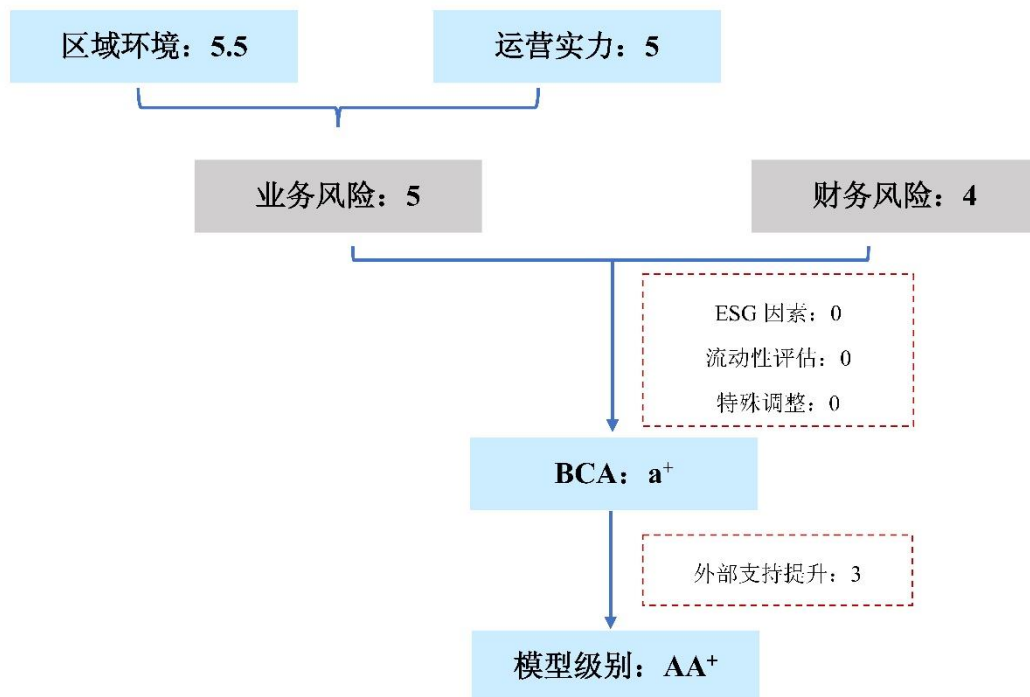 区域环境：5.5
运营实力：5
业务风险：5
财务风险：4
ESG 因素：0
流动性评估：0
特殊调整：0
BCA：a⁺
外部支持提升：3
模型级别：AA⁺